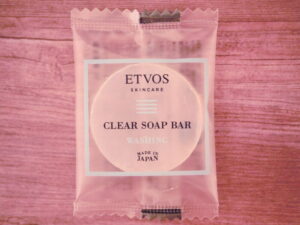 ETVOS
SKINCARE
CLEAR SOAP BAR
WASHING
MADE IN
JAPAN